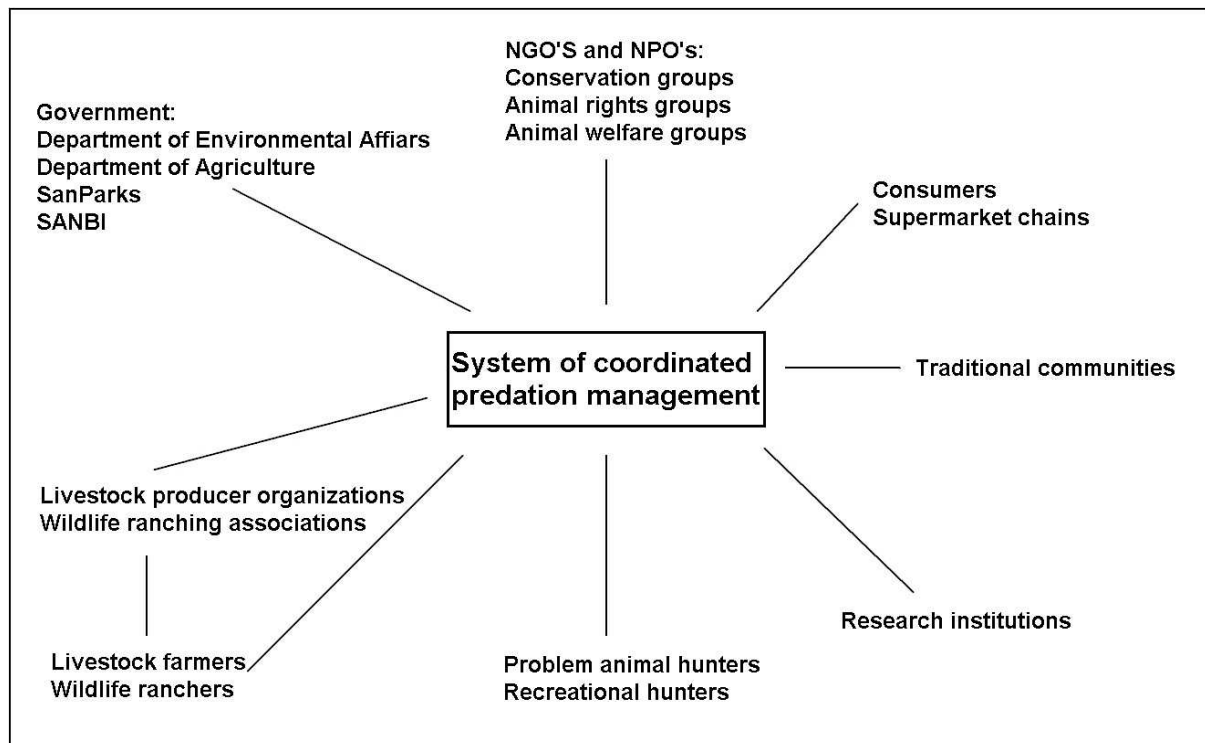 NGO'S and NPO's:
Conservation groups
Animal rights groups
Animal welfare groups
Government:
Department of Environmental Affiars
Department of Agriculture
SanParks
SANBI
Consumers
Supermarket chains
System of coordinated
predation management
Traditional communities
Livestock producer organizations
Wildlife ranching associations
Research institutions
Livestock farmers
Wildlife ranchers
Problem animal hunters
Recreational hunters